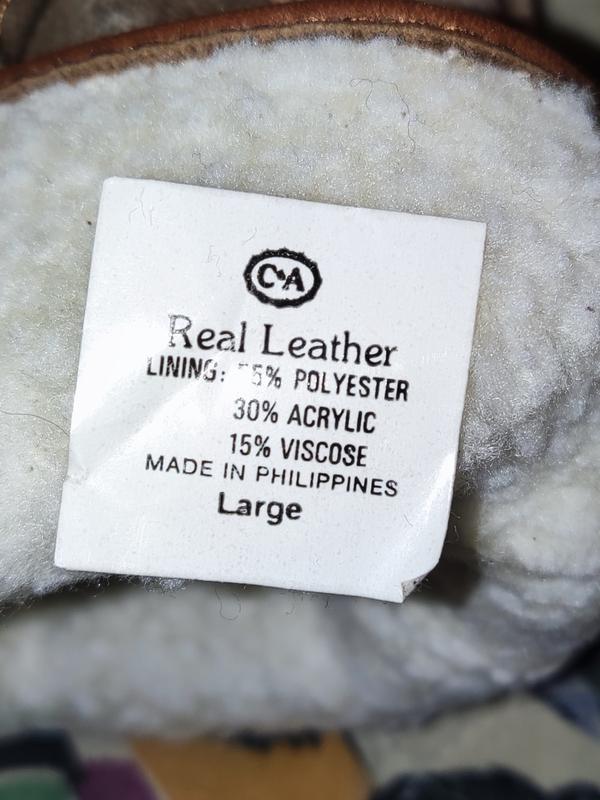 C&A
Real Leather
LINING: 55% POLYESTER
30% ACRYLIC
15% VISCOSE
MADE IN PHILIPPINES
Large